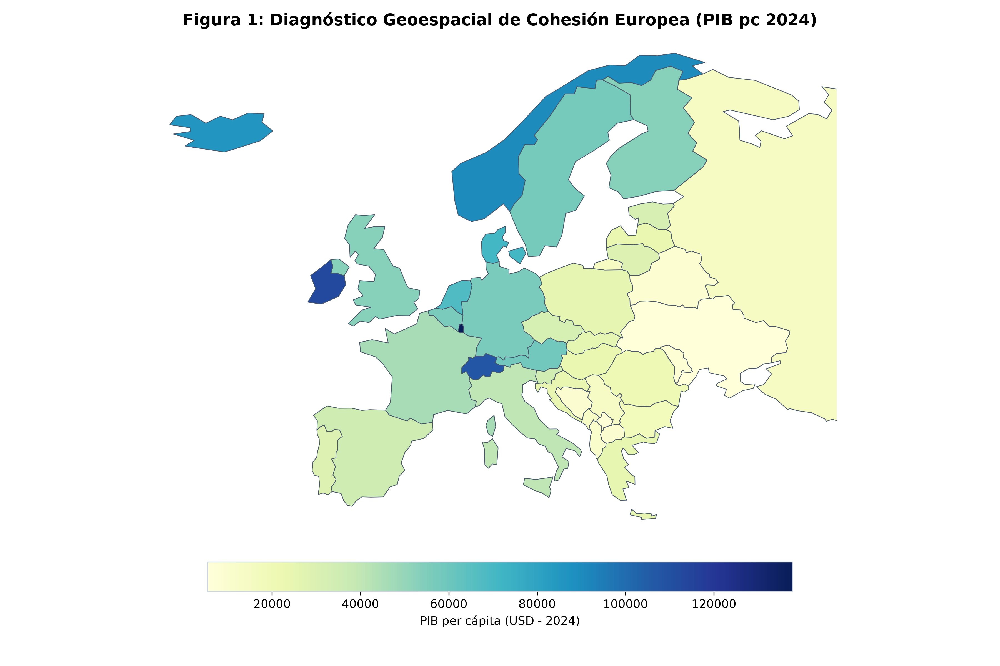 Figura 1: Diagnóstico Geoespacial de Cohesión Europea (PIB pc 2024)
20000 40000 60000 80000 100000 120000
PIB per cápita (USD - 2024)